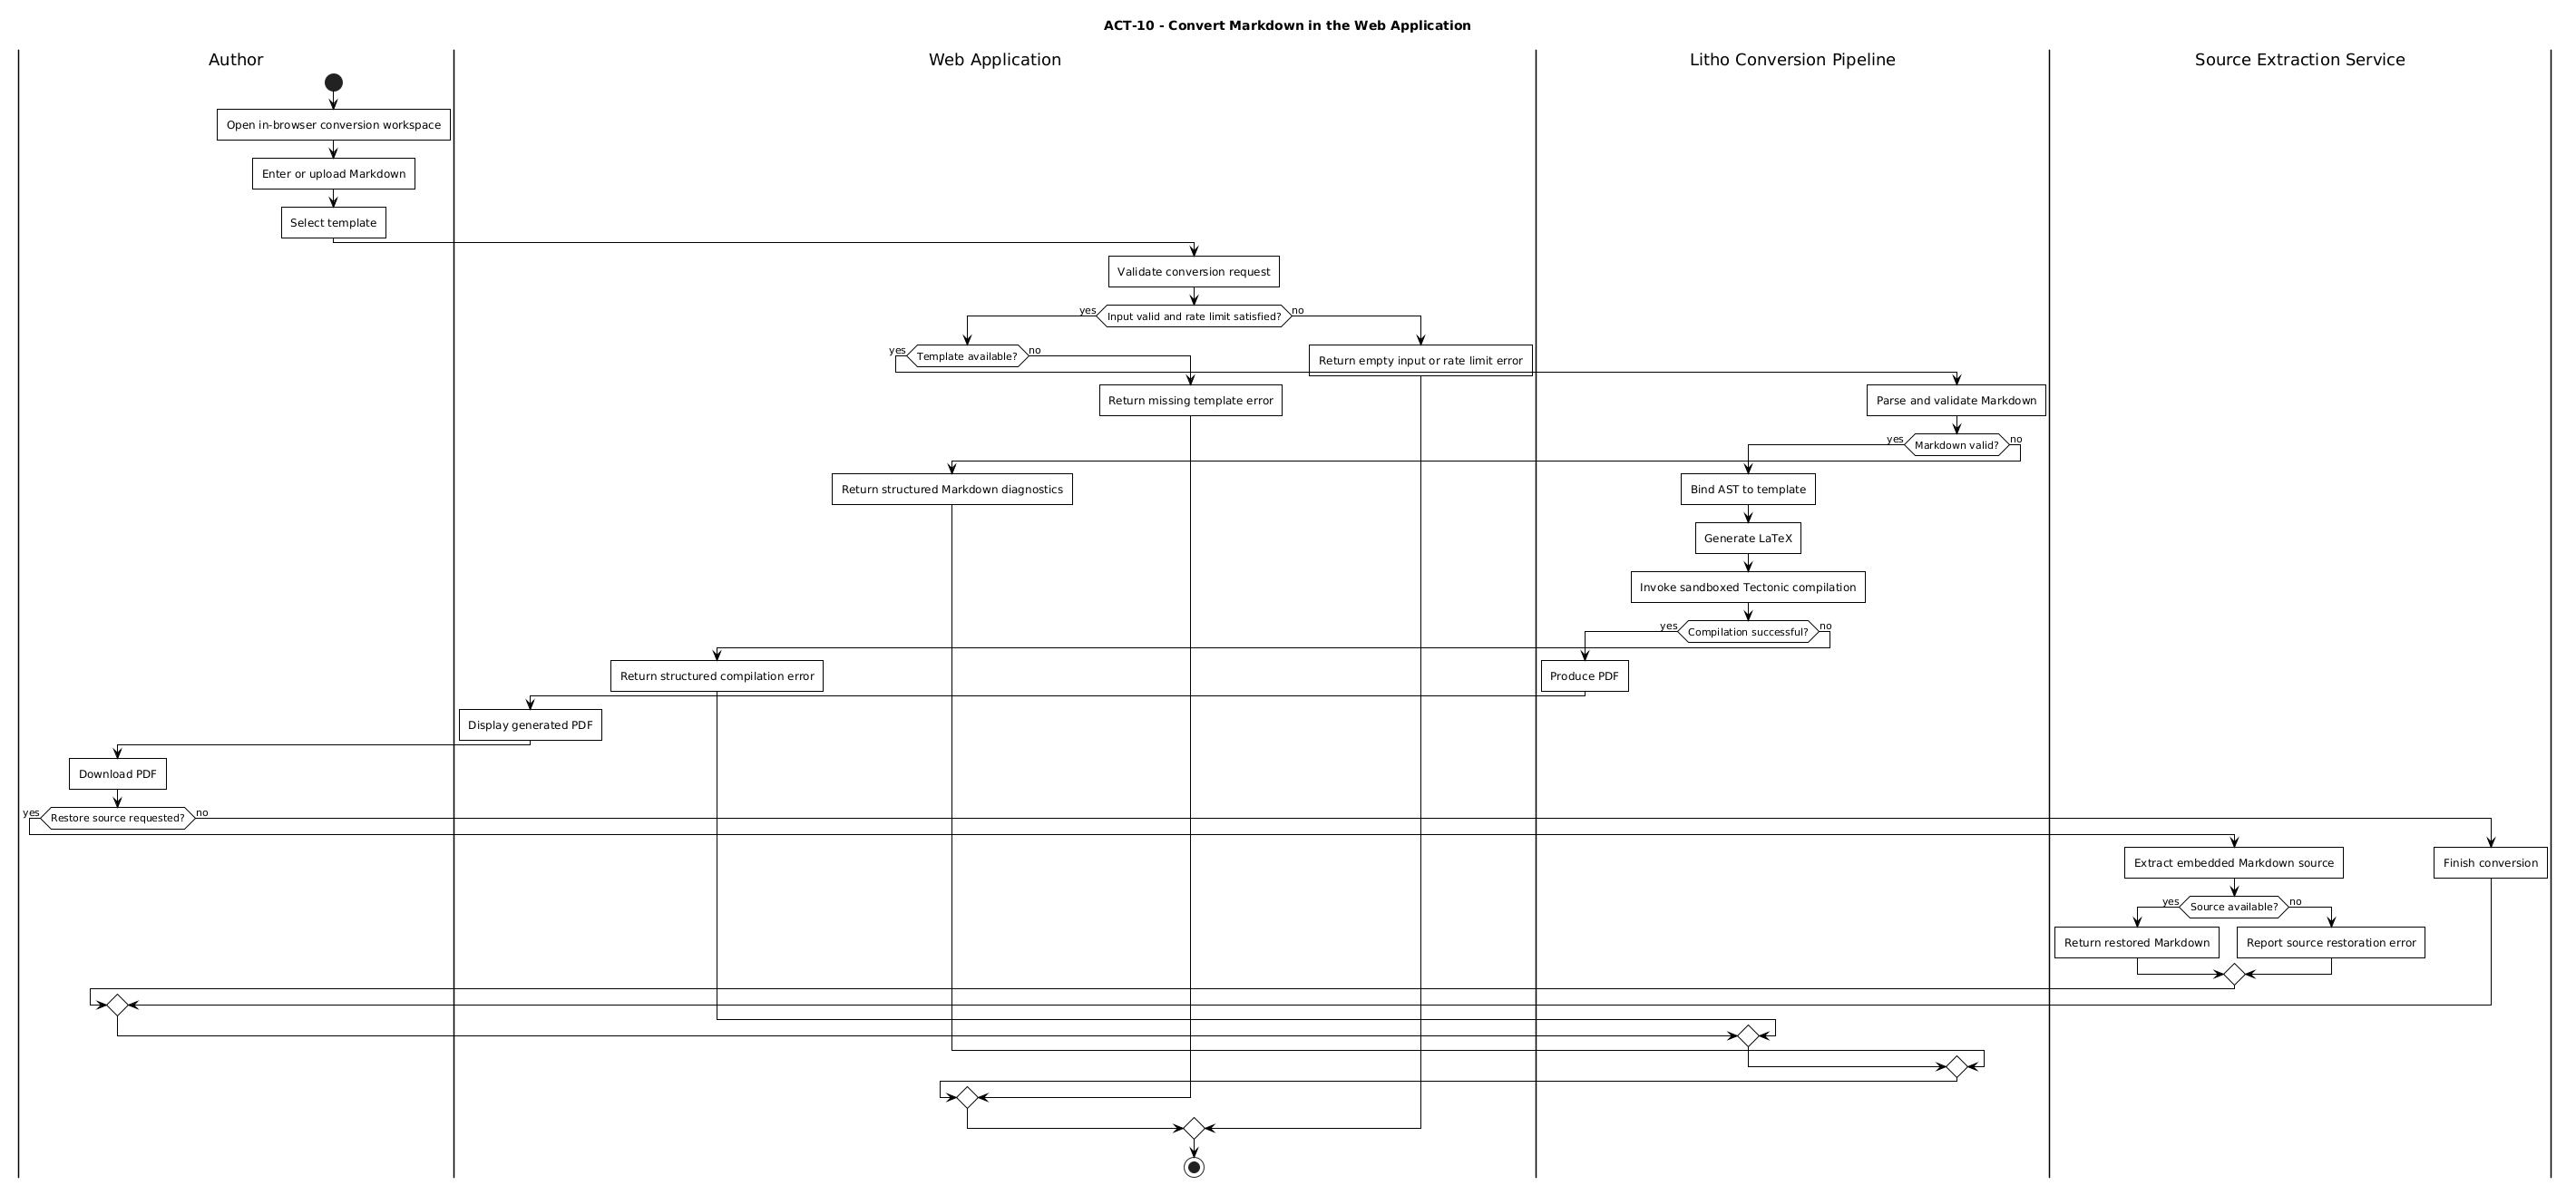 ACT-10 - Convert Markdown in the Web Application
Author
Web Application
Litho Conversion Pipeline
Source Extraction Service
Open in-browser conversion workspace
Enter or upload Markdown
Select template
Validate conversion request
yes
Input valid and rate limit satisfied?
no
yes
Template available?
no
Return empty input or rate limit error
Return missing template error
Parse and validate Markdown
yes
Markdown valid?
no
Return structured Markdown diagnostics
Bind AST to template
Generate LaTeX
Invoke sandboxed Tectonic compilation
yes
Compilation successful?
no
Return structured compilation error
Produce PDF
Display generated PDF
Download PDF
yes
Restore source requested?
no
Extract embedded Markdown source
Finish conversion
yes
Source available?
no
Return restored Markdown
Report source restoration error